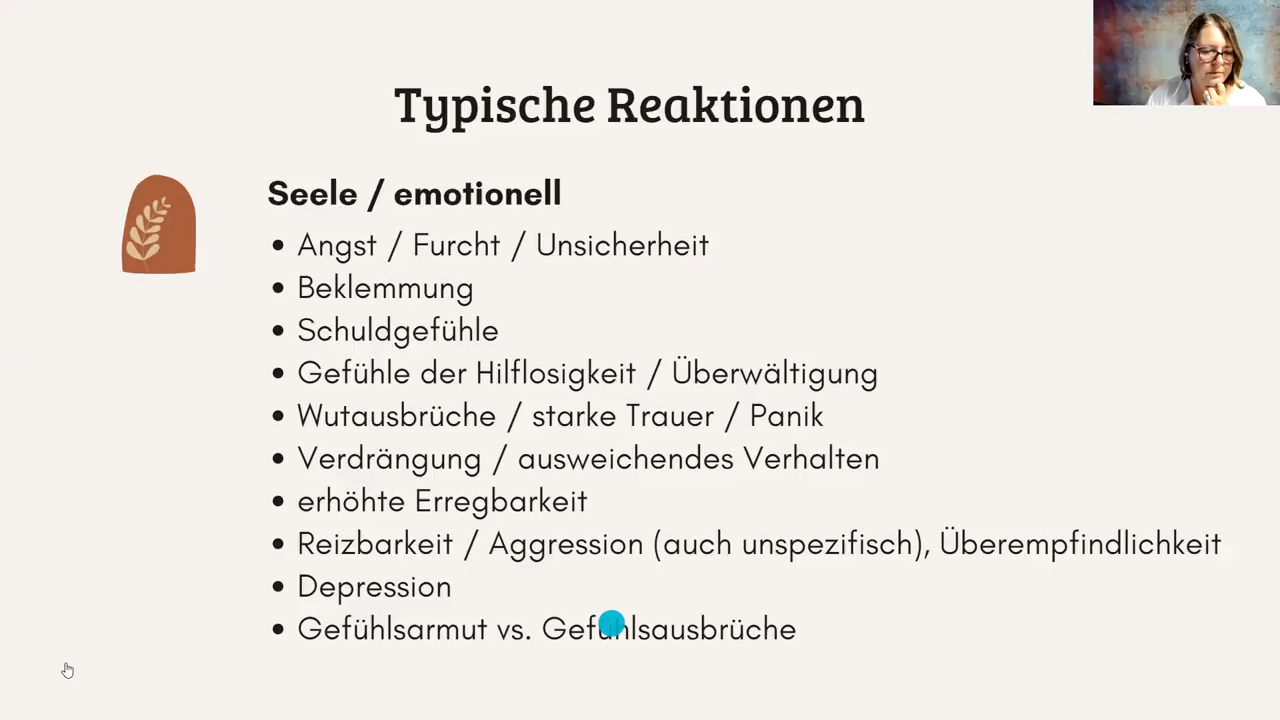 Typische Reaktionen
Seele / emotionell
• Angst / Furcht / Unsicherheit
• Beklemmung
• Schuldgefühle
• Gefühle der Hilflosigkeit / Überwältigung
• Wutausbrüche / starke Trauer / Panik
• Verdrängung / ausweichendes Verhalten
• erhöhte Erregbarkeit
• Reizbarkeit / Aggression (auch unspezifisch), Überempfindlichkeit
• Depression
• Gefühlsarmut vs. Gefühlsausbrüche